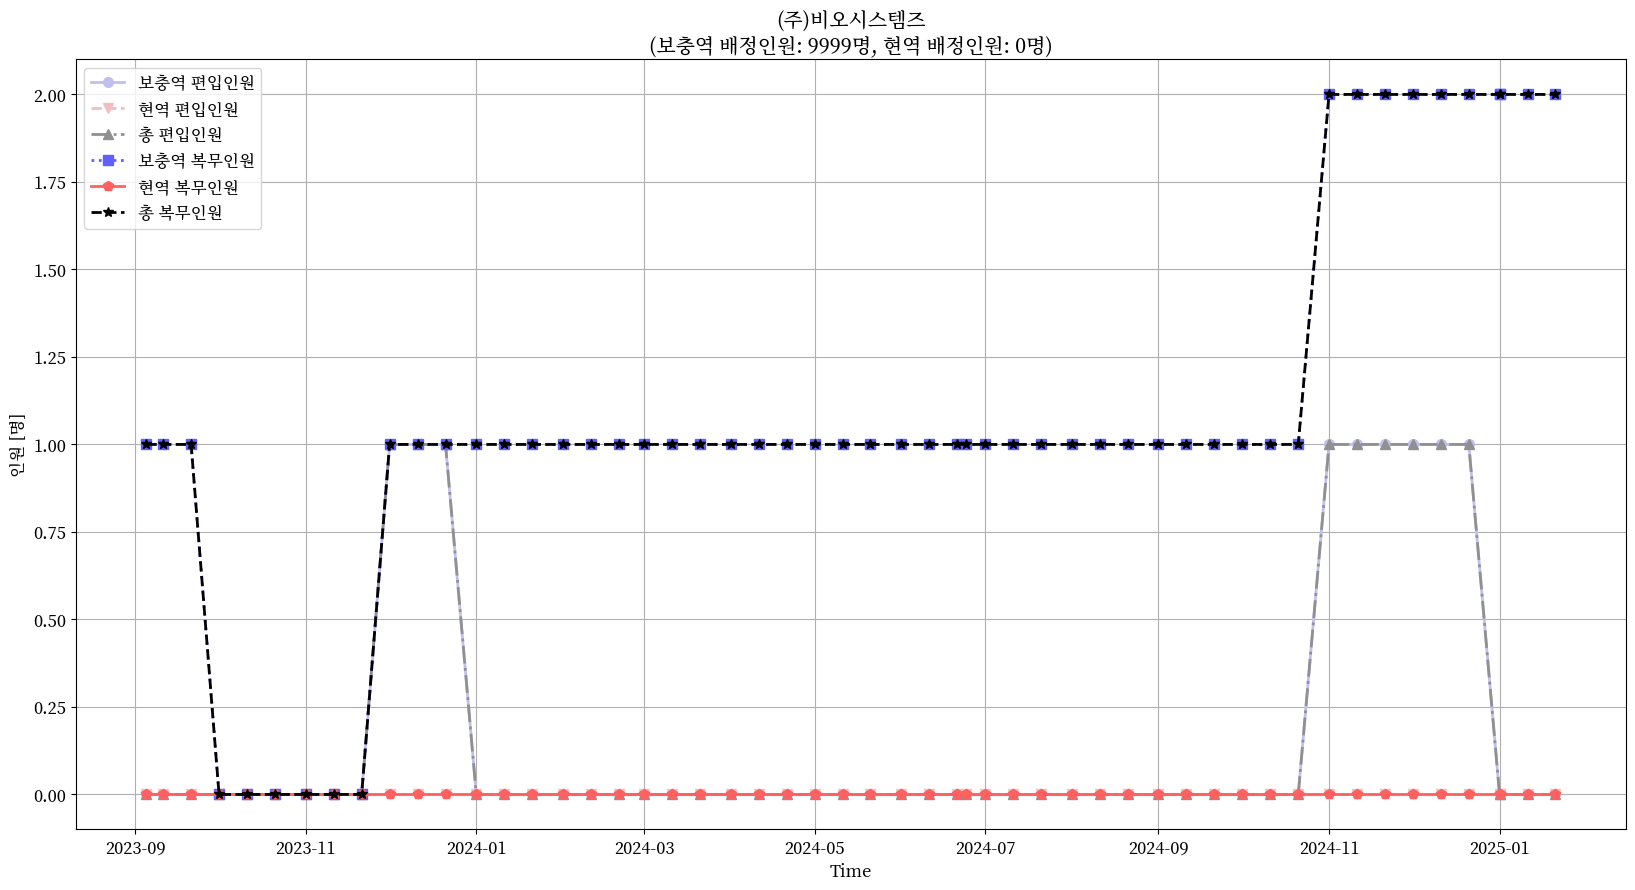 (주)비오시스템즈
(보충역 배정인원: 9999명, 현역 배정인원: 0명)
보충역 편입인원
현역 편입인원
총 편입인원
보충역 복무인원
현역 복무인원
총 복무인원
2.00
1.75
1.50
1.25
1.00
0.75
0.50
0.25
0.00
인원 [명]
2023-09
2023-11
2024-01
2024-03
2024-05
2024-07
2024-09
2024-11
2025-01
Time